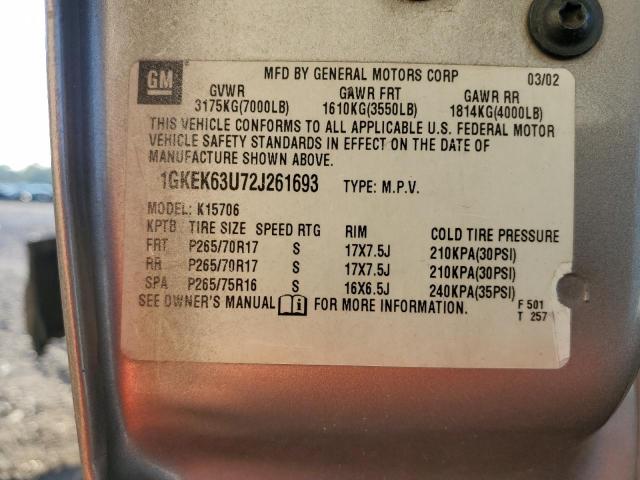 GM
MFD BY GENERAL MOTORS CORP 03/02
GVWR GAWR FRT GAWR RR
3175KG(7000LB) 1610KG(3550LB) 1814KG(4000LB)
THIS VEHICLE CONFORMS TO ALL APPLICABLE U.S. FEDERAL MOTOR
VEHICLE SAFETY STANDARDS IN EFFECT ON THE DATE OF
MANUFACTURE SHOWN ABOVE.
1GKEK63U72J261693 TYPE: M.P.V.
MODEL: K15706
KPTB TIRE SIZE SPEED RTG RIM COLD TIRE PRESSURE
FRT P265/70R17 S 17X7.5J 210KPA(30PSI)
RR P265/70R17 S 17X7.5J 210KPA(30PSI)
SPA P265/75R16 S 16X6.5J 240KPA(35PSI)
SEE OWNER'S MANUAL i FOR MORE INFORMATION. F 501
T 257